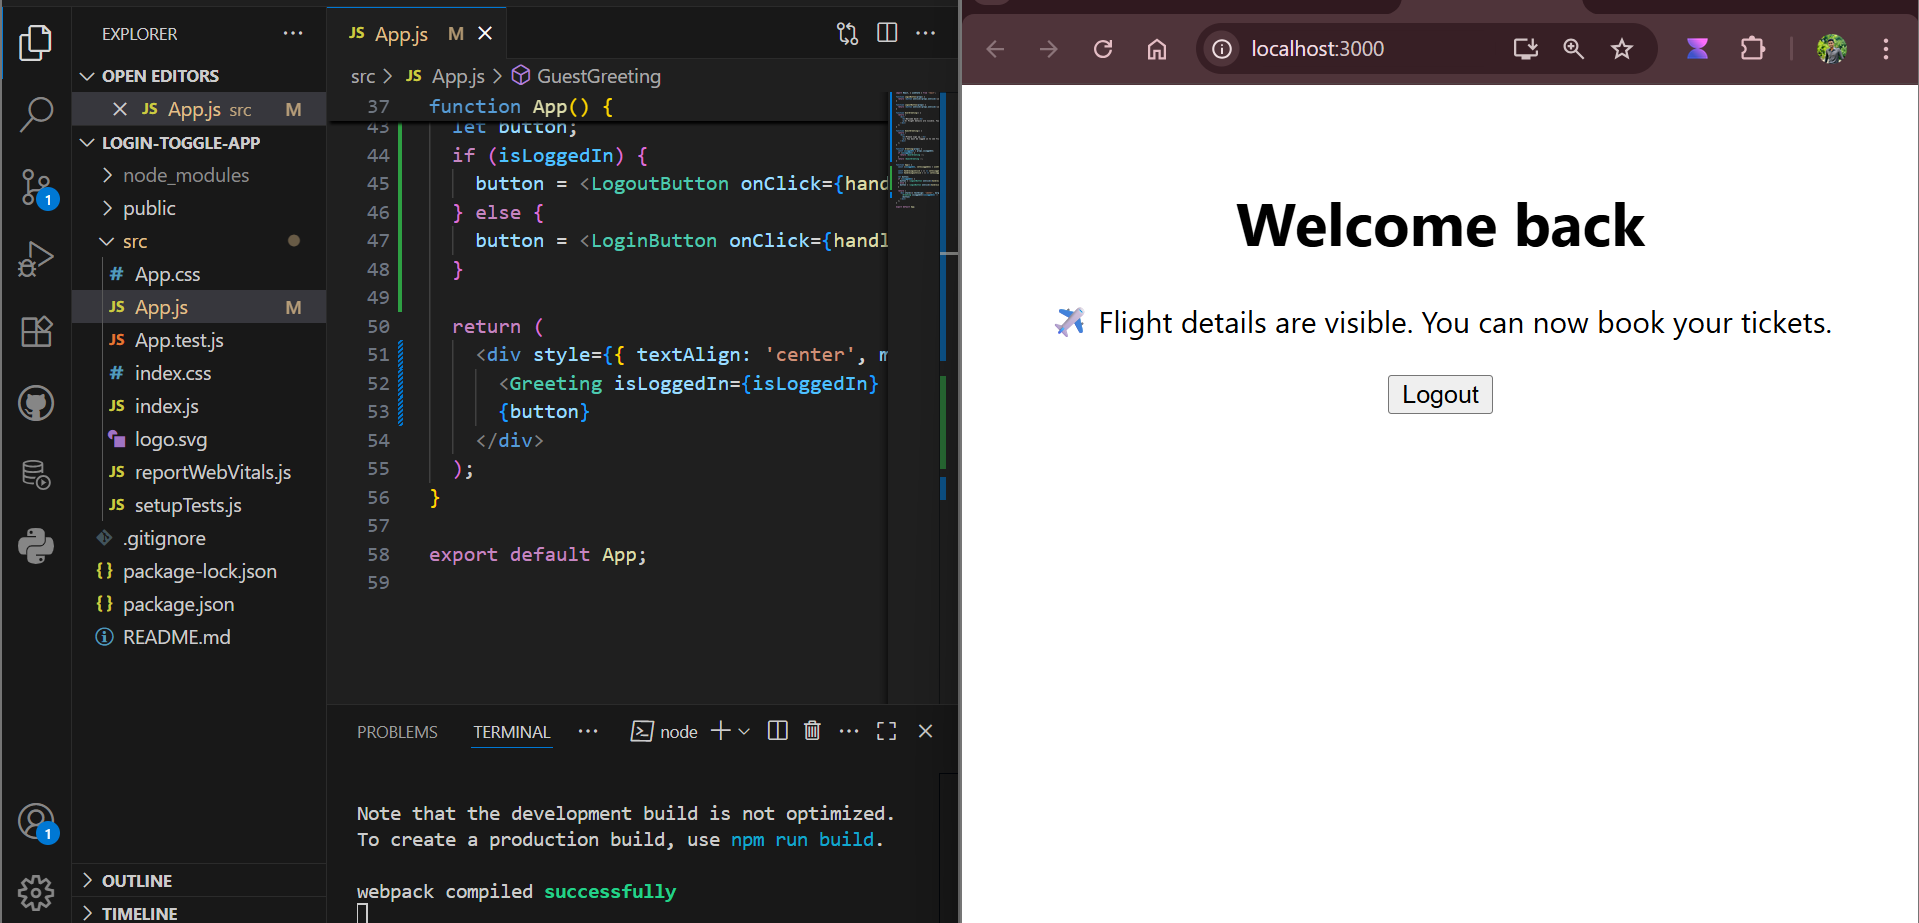 EXPLORER
OPEN EDITORS
JS App.js src M
LOGIN-TOGGLE-APP
node_modules
public
src
# App.css
JS App.js M
JS App.test.js
# index.css
JS index.js
logo.svg
JS reportWebVitals.js
JS setupTests.js
.gitignore
{} package-lock.json
{} package.json
README.md
OUTLINE
TIMELINE
1
1
JS App.js M
src > JS App.js > GuestGreeting
37 function App() {
43 let button;
44 if (isLoggedIn) {
45 button = <LogoutButton onClick={hand
46 } else {
47 button = <LoginButton onClick={handl
48 }
49
50 return (
51 <div style={{ textAlign: 'center', m
52 <Greeting isLoggedIn={isLoggedIn}
53 {button}
54 </div>
55 );
56 }
57
58 export default App;
59
PROBLEMS TERMINAL node
Note that the development build is not optimized.
To create a production build, use npm run build.
webpack compiled successfully
localhost:3000
Welcome back
✈️ Flight details are visible. You can now book your tickets.
Logout